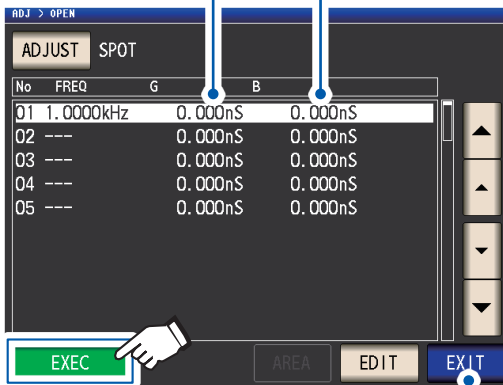 ADJ > OPEN
ADJUST SPOT
No FREQ G B
01 1.0000kHz 0.000nS 0.000nS
02 --- 0.000nS 0.000nS
03 --- 0.000nS 0.000nS
04 --- 0.000nS 0.000nS
05 --- 0.000nS 0.000nS
EXEC AREA EDIT EXIT